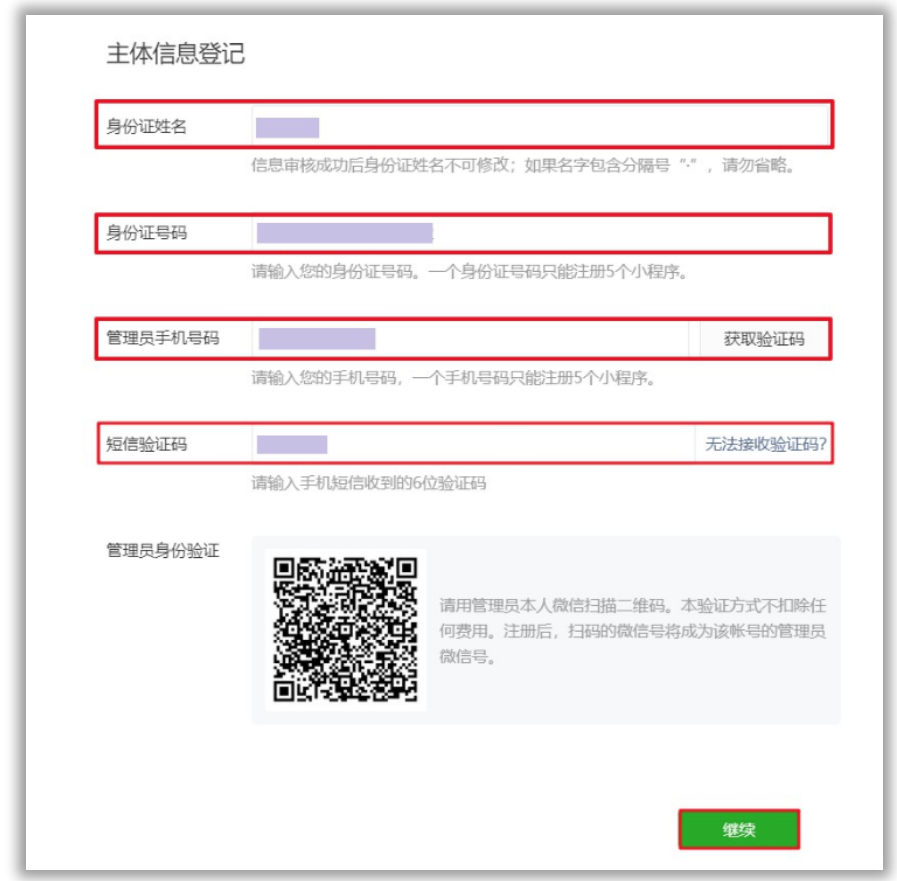 主体信息登记
身份证姓名
信息审核成功后身份证姓名不可修改；如果名字包含分隔号“·”，请勿省略。
身份证号码
请输入您的身份证号码。一个身份证号码只能注册5个小程序。
管理员手机号码 获取验证码
请输入您的手机号码，一个手机号码只能注册5个小程序。
短信验证码 无法接收验证码?
请输入手机短信收到的6位验证码
管理员身份验证
请用管理员本人微信扫描二维码。本验证方式不扣除任
何费用。注册后，扫码的微信号将成为该帐号的管理员
微信号。
继续